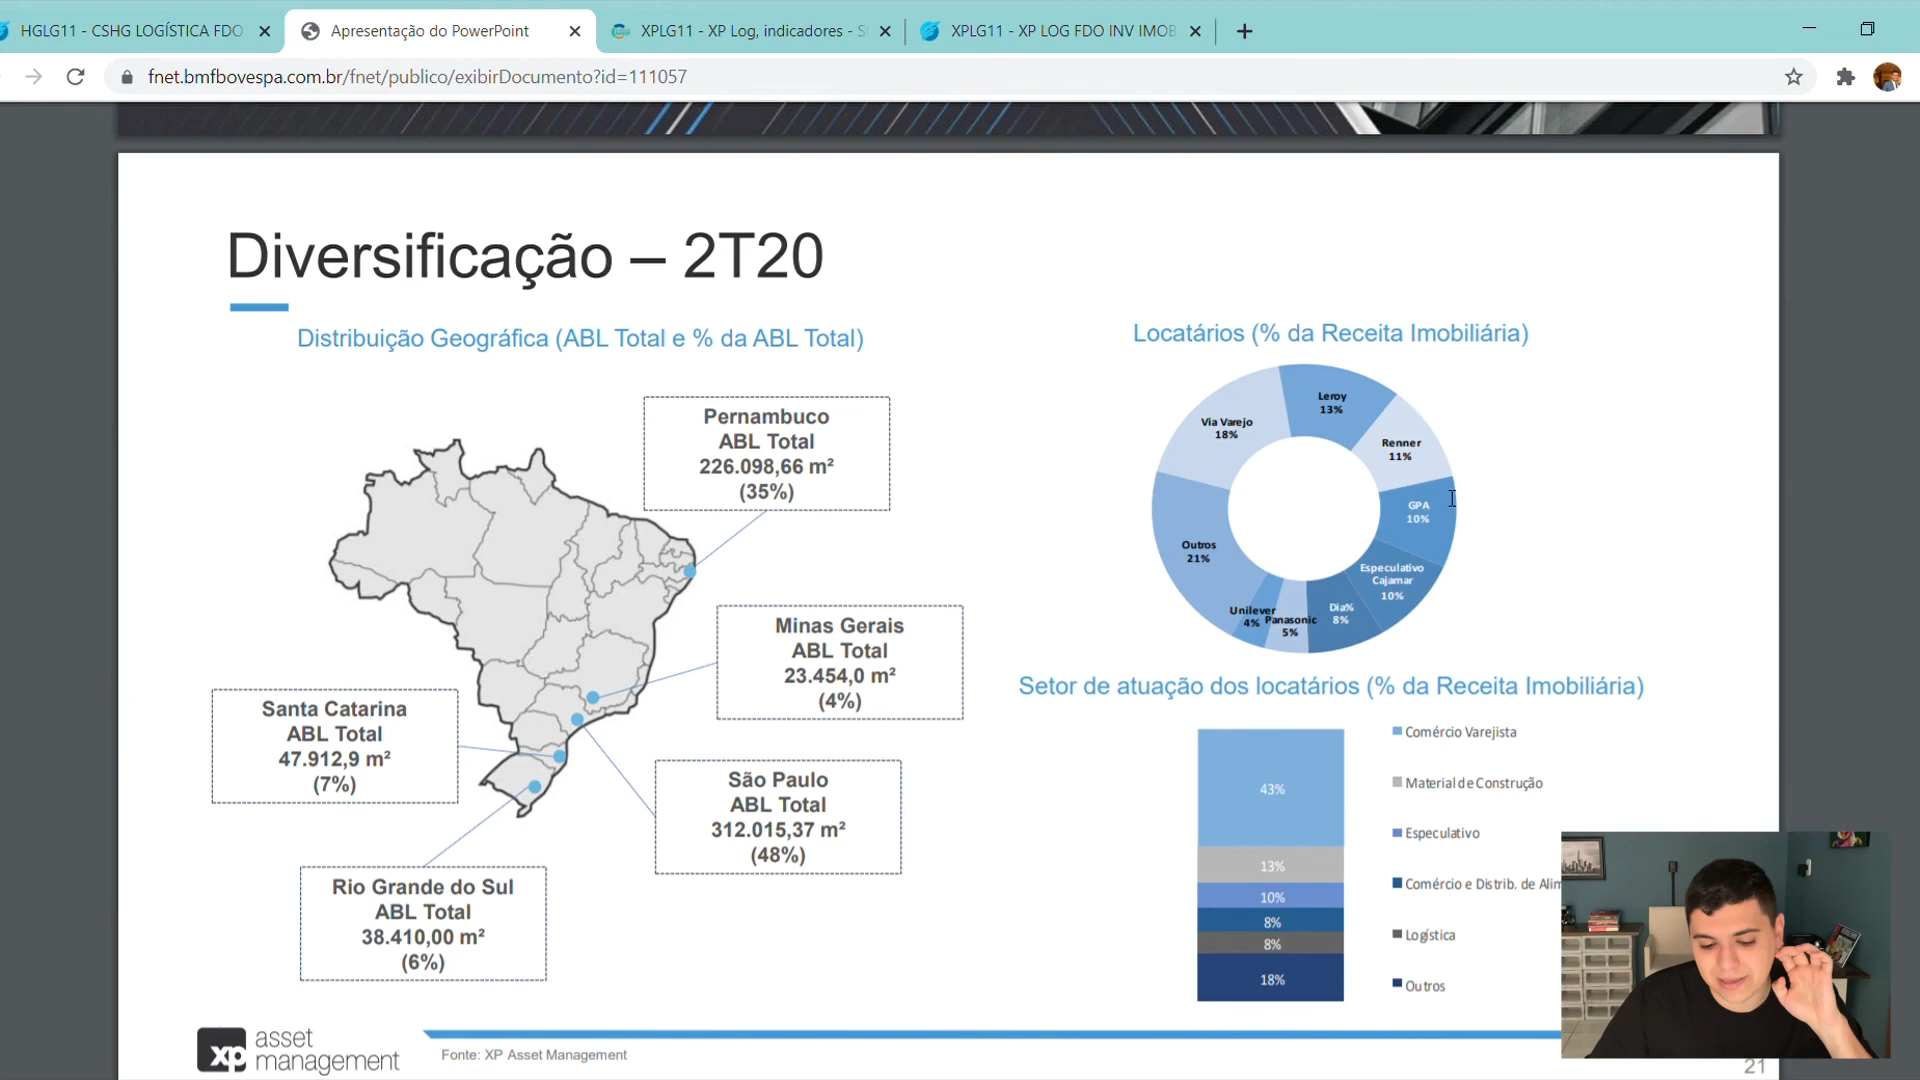 HGLG11 - CSHG LOGÍSTICA FDO
Apresentação do PowerPoint
XPLG11 - XP Log, indicadores - S
XPLG11 - XP LOG FDO INV IMOB
fnet.bmfbovespa.com.br/fnet/publico/exibirDocumento?id=111057
Diversificação – 2T20
Distribuição Geográfica (ABL Total e % da ABL Total)
Pernambuco
ABL Total
226.098,66 m²
(35%)
Minas Gerais
ABL Total
23.454,0 m²
(4%)
Santa Catarina
ABL Total
47.912,9 m²
(7%)
São Paulo
ABL Total
312.015,37 m²
(48%)
Rio Grande do Sul
ABL Total
38.410,00 m²
(6%)
Locatários (% da Receita Imobiliária)
Leroy
13%
Renner
11%
GPA
10%
Especulativo
Cajamar
10%
Dia%
8%
Panasonic
5%
Unilever
4%
Outros
21%
Via Varejo
18%
Setor de atuação dos locatários (% da Receita Imobiliária)
43%
13%
10%
8%
8%
18%
Comércio Varejista
Material de Construção
Especulativo
Comércio e Distrib. de Alim
Logística
Outros
xp asset
management
Fonte: XP Asset Management
21